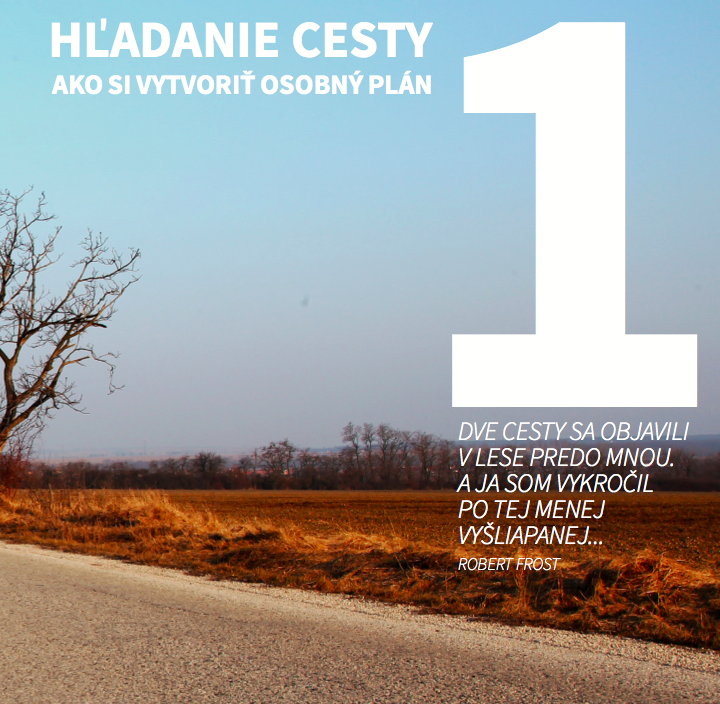 HĽADANIE CESTY
AKO SI VYTVORIŤ OSOBNÝ PLÁN
1
DVE CESTY SA OBJAVILI
V LESE PREDO MNOU.
A JA SOM VYKROČIL
PO TEJ MENEJ
VYŠLIAPANEJ...
ROBERT FROST